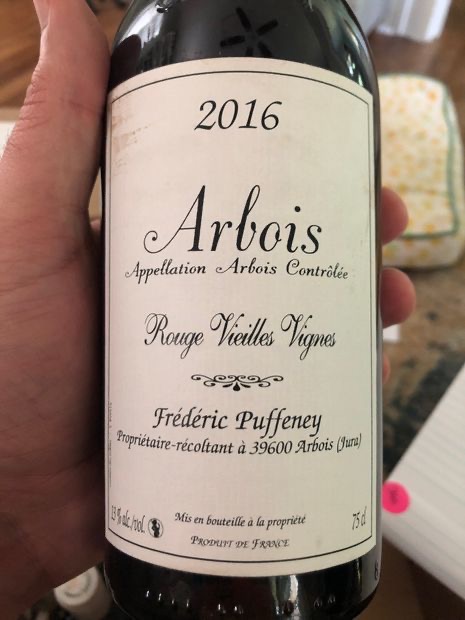 2016
Arbois
Appellation Arbois Contrôlée
Rouge Vieilles Vignes
Frédéric Puffeney
Propriétaire-récoltant à 39600 Arbois (Jura)
13 % alc./vol.
Mis en bouteille à la propriété
75 cl
PRODUIT DE FRANCE